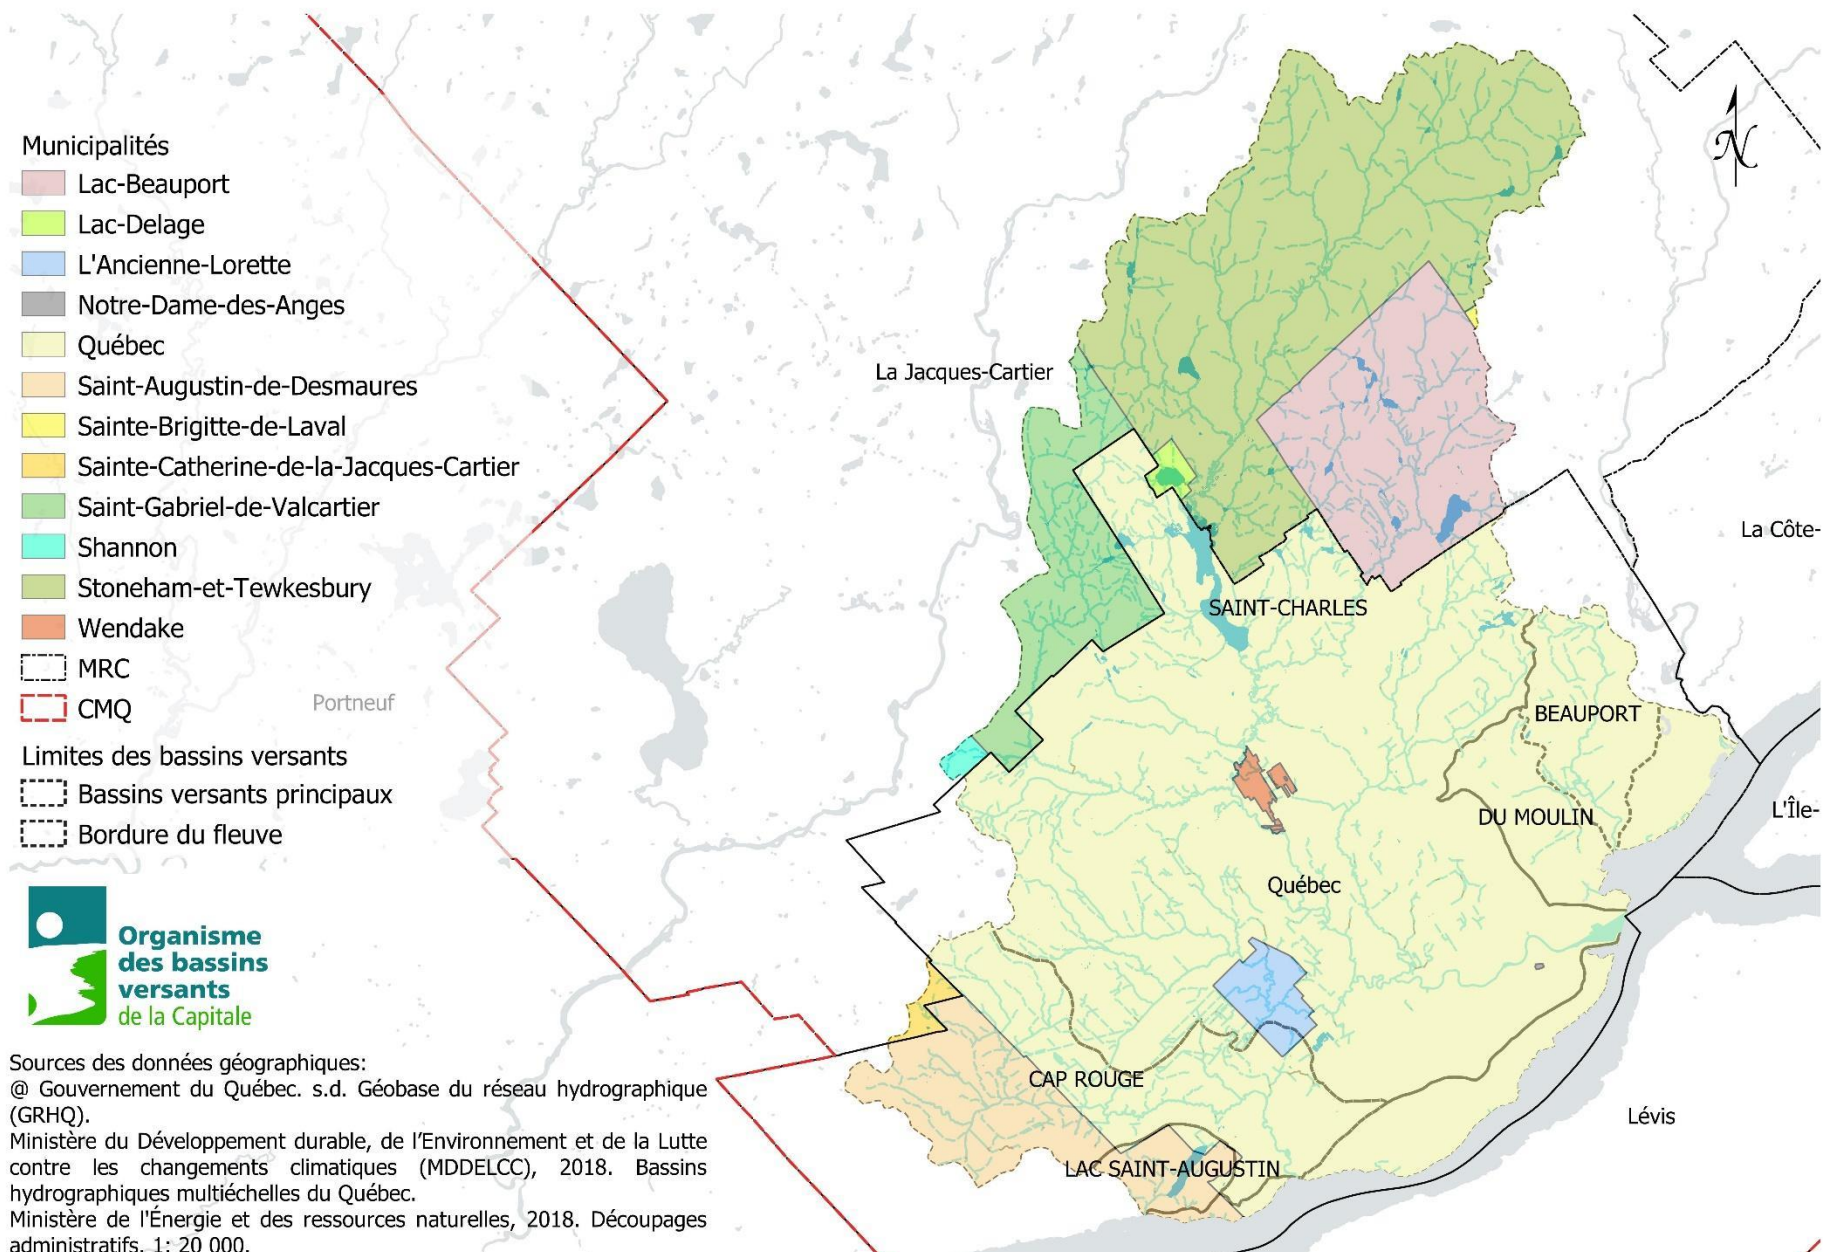 Municipalités
Lac-Beauport
Lac-Delage
L'Ancienne-Lorette
Notre-Dame-des-Anges
Québec
Saint-Augustin-de-Desmaures
Sainte-Brigitte-de-Laval
Sainte-Catherine-de-la-Jacques-Cartier
Saint-Gabriel-de-Valcartier
Shannon
Stoneham-et-Tewkesbury
Wendake
MRC
CMQ
Limites des bassins versants
Bassins versants principaux
Bordure du fleuve
Organisme
des bassins
versants
de la Capitale
Sources des données géographiques:
@ Gouvernement du Québec. s.d. Géobase du réseau hydrographique
(GRHQ).
Ministère du Développement durable, de l'Environnement et de la Lutte
contre les changements climatiques (MDDELCC), 2018. Bassins
hydrographiques multiéchelles du Québec.
Ministère de l'Énergie et des ressources naturelles, 2018. Découpages
administratifs. 1: 20 000.
N
La Jacques-Cartier
La Côte-
SAINT-CHARLES
Portneuf
BEAUPORT
DU MOULIN
L'Île-
Québec
CAP ROUGE
Lévis
LAC SAINT-AUGUSTIN